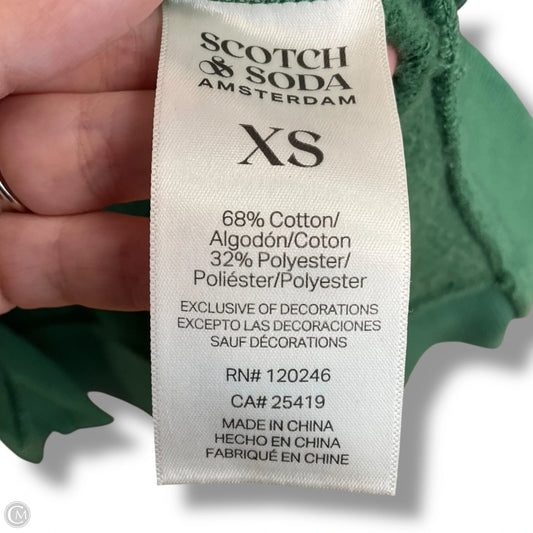 SCOTCH
& SODA
AMSTERDAM
XS
68% Cotton/
Algodón/Coton
32% Polyester/
Poliéster/Polyester
EXCLUSIVE OF DECORATIONS
EXCEPTO LAS DECORACIONES
SAUF DÉCORATIONS
RN# 120246
CA# 25419
MADE IN CHINA
HECHO EN CHINA
FABRIQUÉ EN CHINE
CM